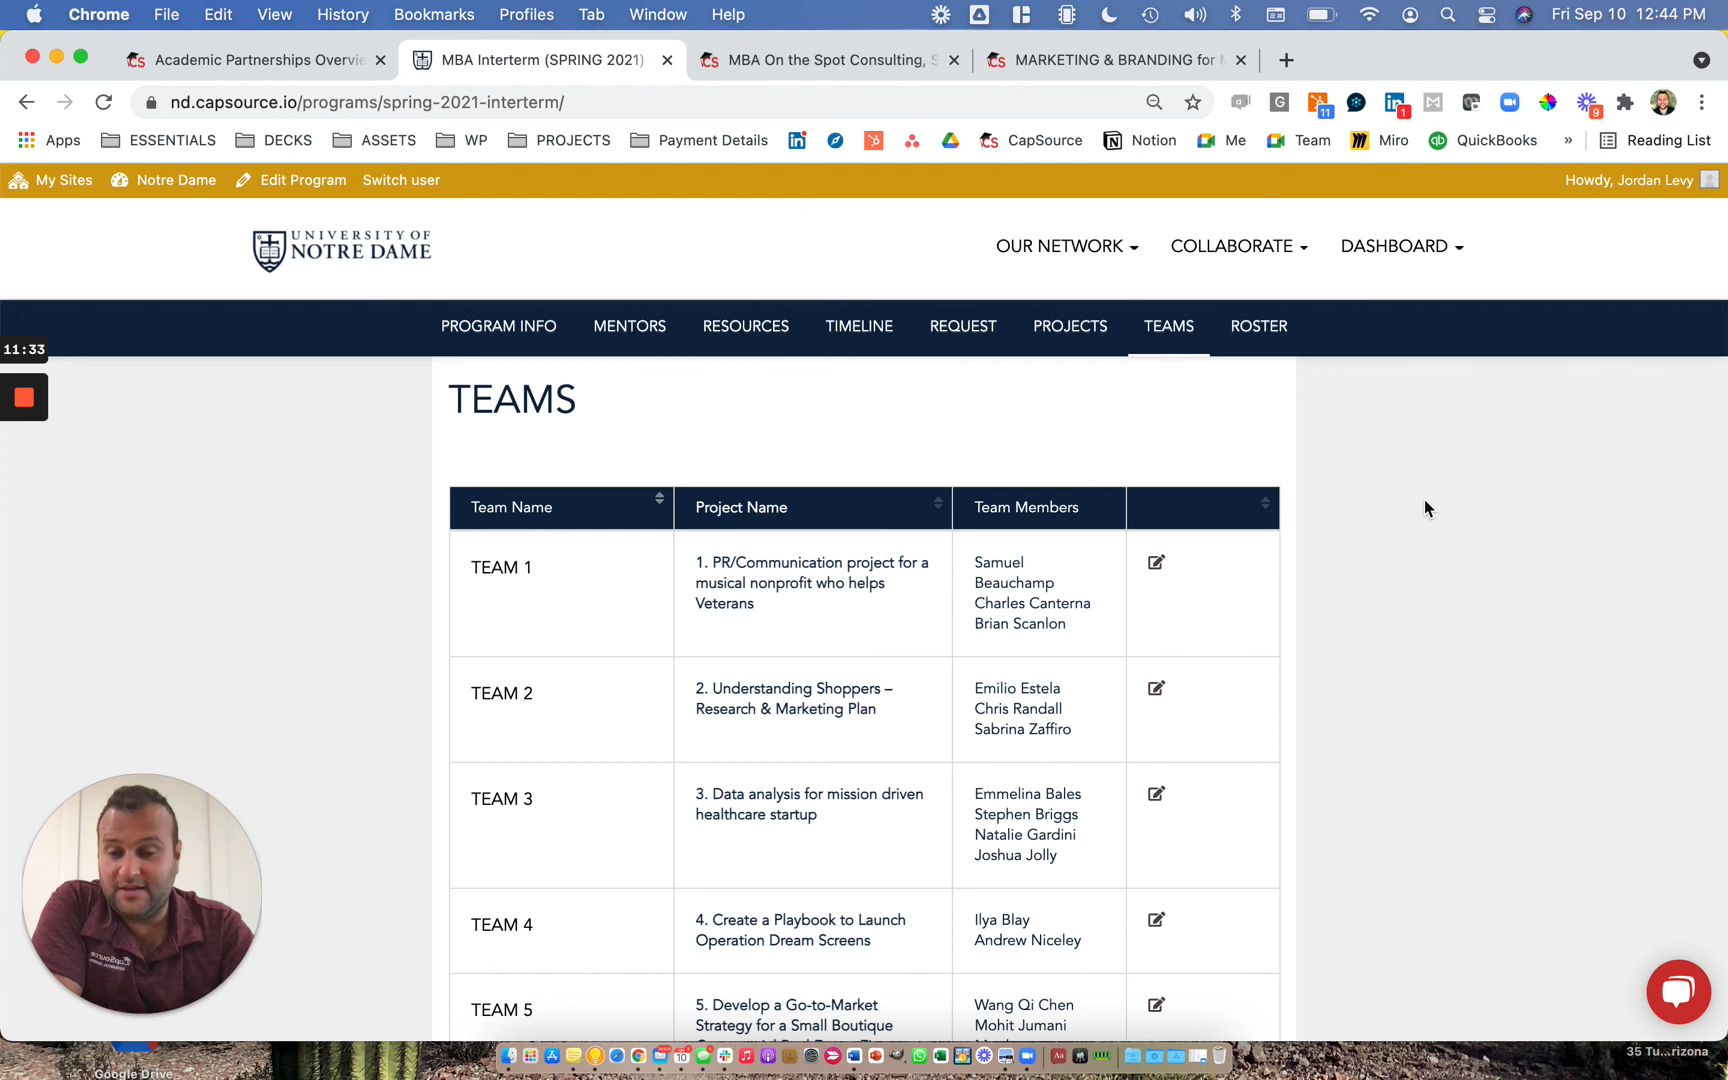 Chrome File Edit View History Bookmarks Profiles Tab Window Help Fri Sep 10 12:44 PM
Academic Partnerships Overvie MBA Interterm (SPRING 2021) MBA On the Spot Consulting, S MARKETING & BRANDING for M
nd.capsource.io/programs/spring-2021-interterm/ 11 1 9
Apps ESSENTIALS DECKS ASSETS WP PROJECTS Payment Details CapSource Notion Me Team Miro QuickBooks » Reading List
My Sites Notre Dame Edit Program Switch user Howdy, Jordan Levy
UNIVERSITY OF
NOTRE DAME
OUR NETWORK COLLABORATE DASHBOARD
PROGRAM INFO MENTORS RESOURCES TIMELINE REQUEST PROJECTS TEAMS ROSTER
11:33
TEAMS
Team Name Project Name Team Members
TEAM 1
1. PR/Communication project for a
musical nonprofit who helps
Veterans
Samuel
Beauchamp
Charles Canterna
Brian Scanlon
TEAM 2
2. Understanding Shoppers –
Research & Marketing Plan
Emilio Estela
Chris Randall
Sabrina Zaffiro
TEAM 3
3. Data analysis for mission driven
healthcare startup
Emmelina Bales
Stephen Briggs
Natalie Gardini
Joshua Jolly
TEAM 4
4. Create a Playbook to Launch
Operation Dream Screens
Ilya Blay
Andrew Niceley
TEAM 5
5. Develop a Go-to-Market
Strategy for a Small Boutique
Wang Qi Chen
Mohit Jumani
CapSource
Google Drive
35 Tu...rizona